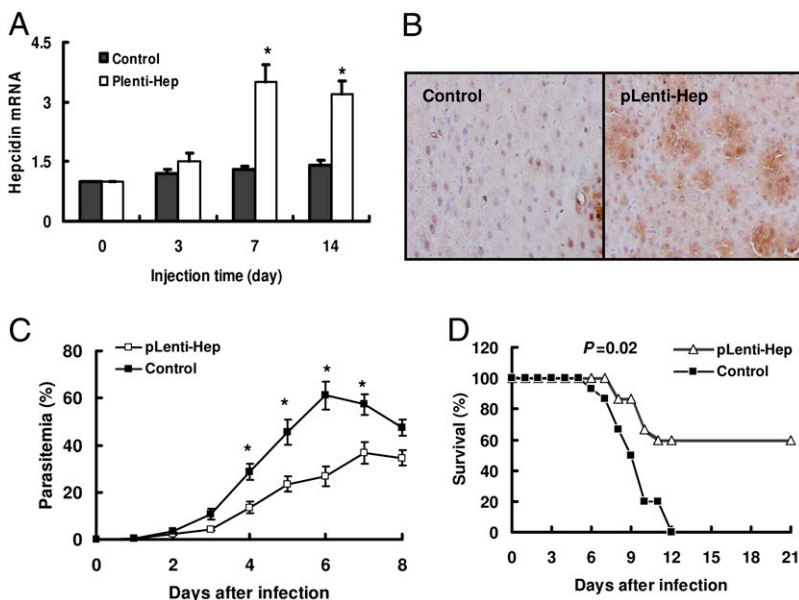 A
4.5
3
1.5
0
Hepcidin mRNA
Control
Plenti-Hep
*
*
0 3 7 14
Injection time (day)
B
Control
pLenti-Hep
C
80
60
40
20
0
Parasitemia (%)
pLenti-Hep
Control
* * * *
0 2 4 6 8
Days after infection
D
120
100
80
60
40
20
0
Survival (%)
P=0.02
pLenti-Hep
Control
0 3 6 9 12 15 18 21
Days after infection